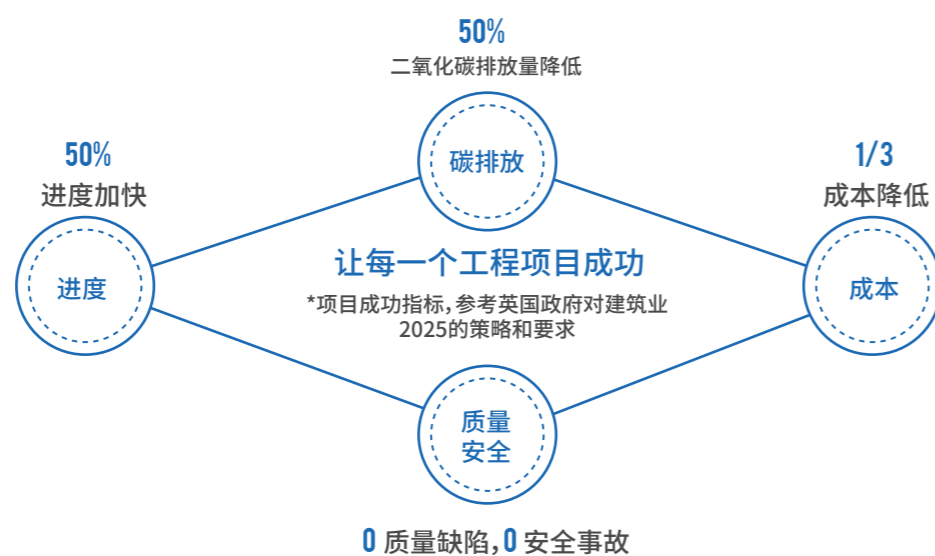 50%
二氧化碳排放量降低
碳排放
50%
进度加快
进度
1/3
成本降低
成本
让每一个工程项目成功
*项目成功指标,参考英国政府对建筑业
2025的策略和要求
质量
安全
0 质量缺陷,0 安全事故